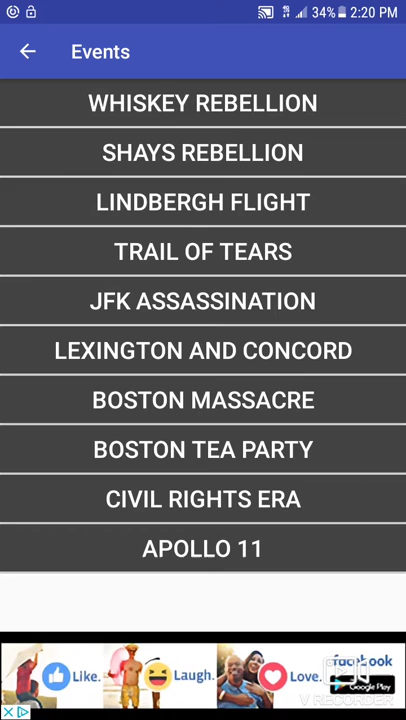 34% 2:20 PM
Events
WHISKEY REBELLION
SHAYS REBELLION
LINDBERGH FLIGHT
TRAIL OF TEARS
JFK ASSASSINATION
LEXINGTON AND CONCORD
BOSTON MASSACRE
BOSTON TEA PARTY
CIVIL RIGHTS ERA
APOLLO 11
Like. Laugh. Love. facebook
Google Play
V RECORDER